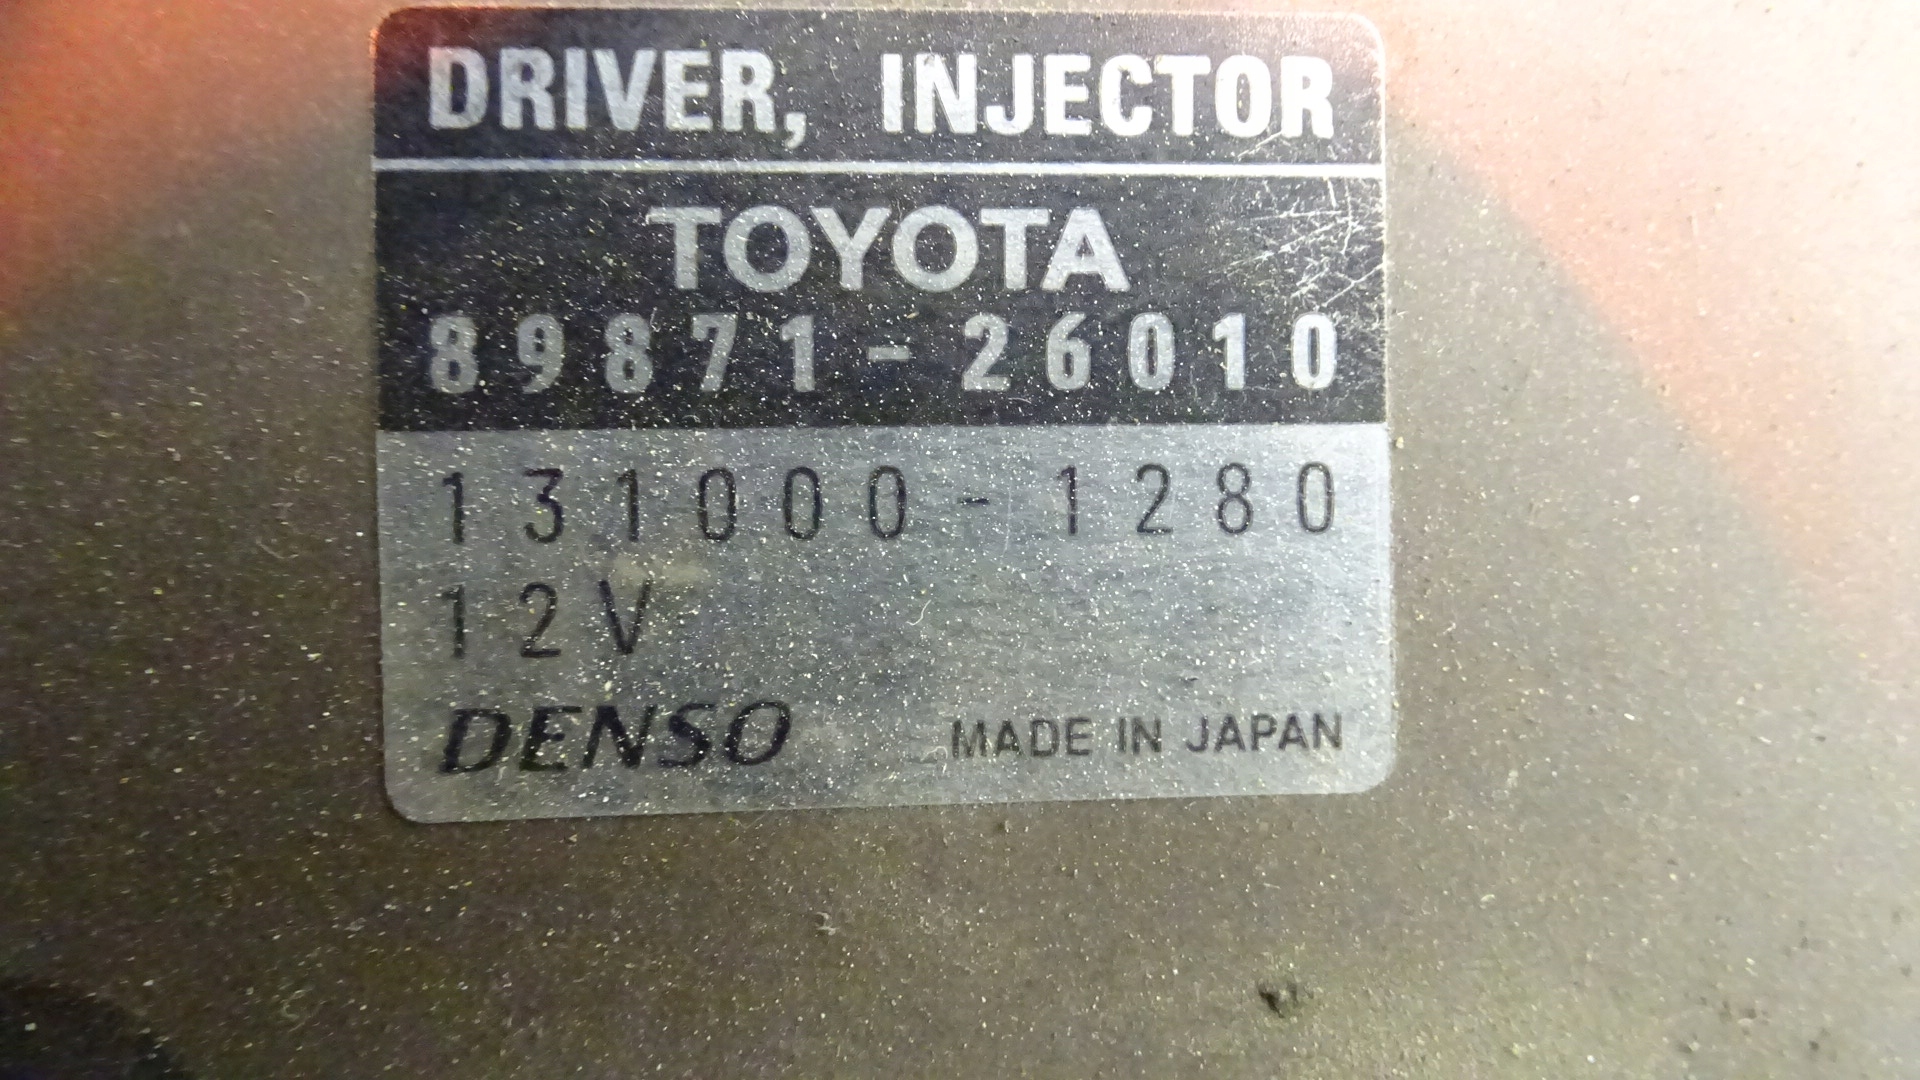 DRIVER, INJECTOR
TOYOTA
89871-26010
131000-1280
12V
DENSO MADE IN JAPAN